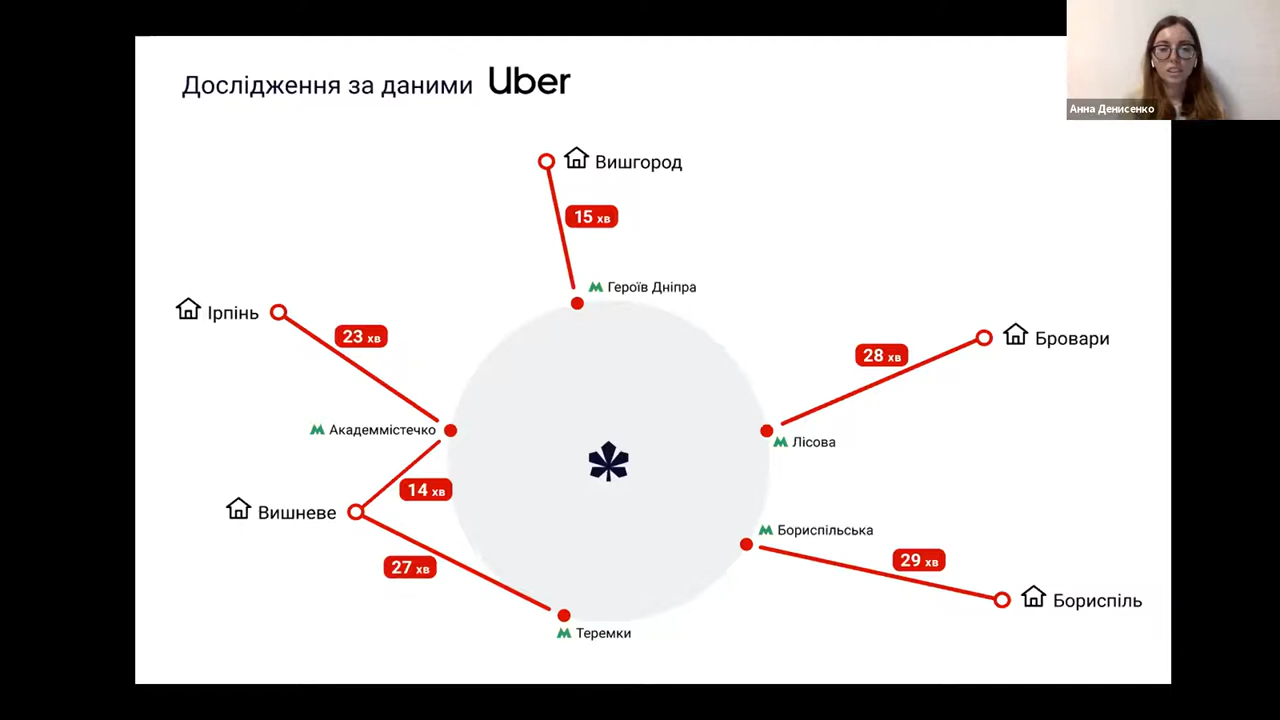 Дослідження за даними Uber
Анна Денисенко
Вишгород
15 хв
Героїв Дніпра
Ірпінь
23 хв
Бровари
28 хв
Академмістечко
Лісова
14 хв
Вишневе
Бориспільська
29 хв
27 хв
Бориспіль
Теремки